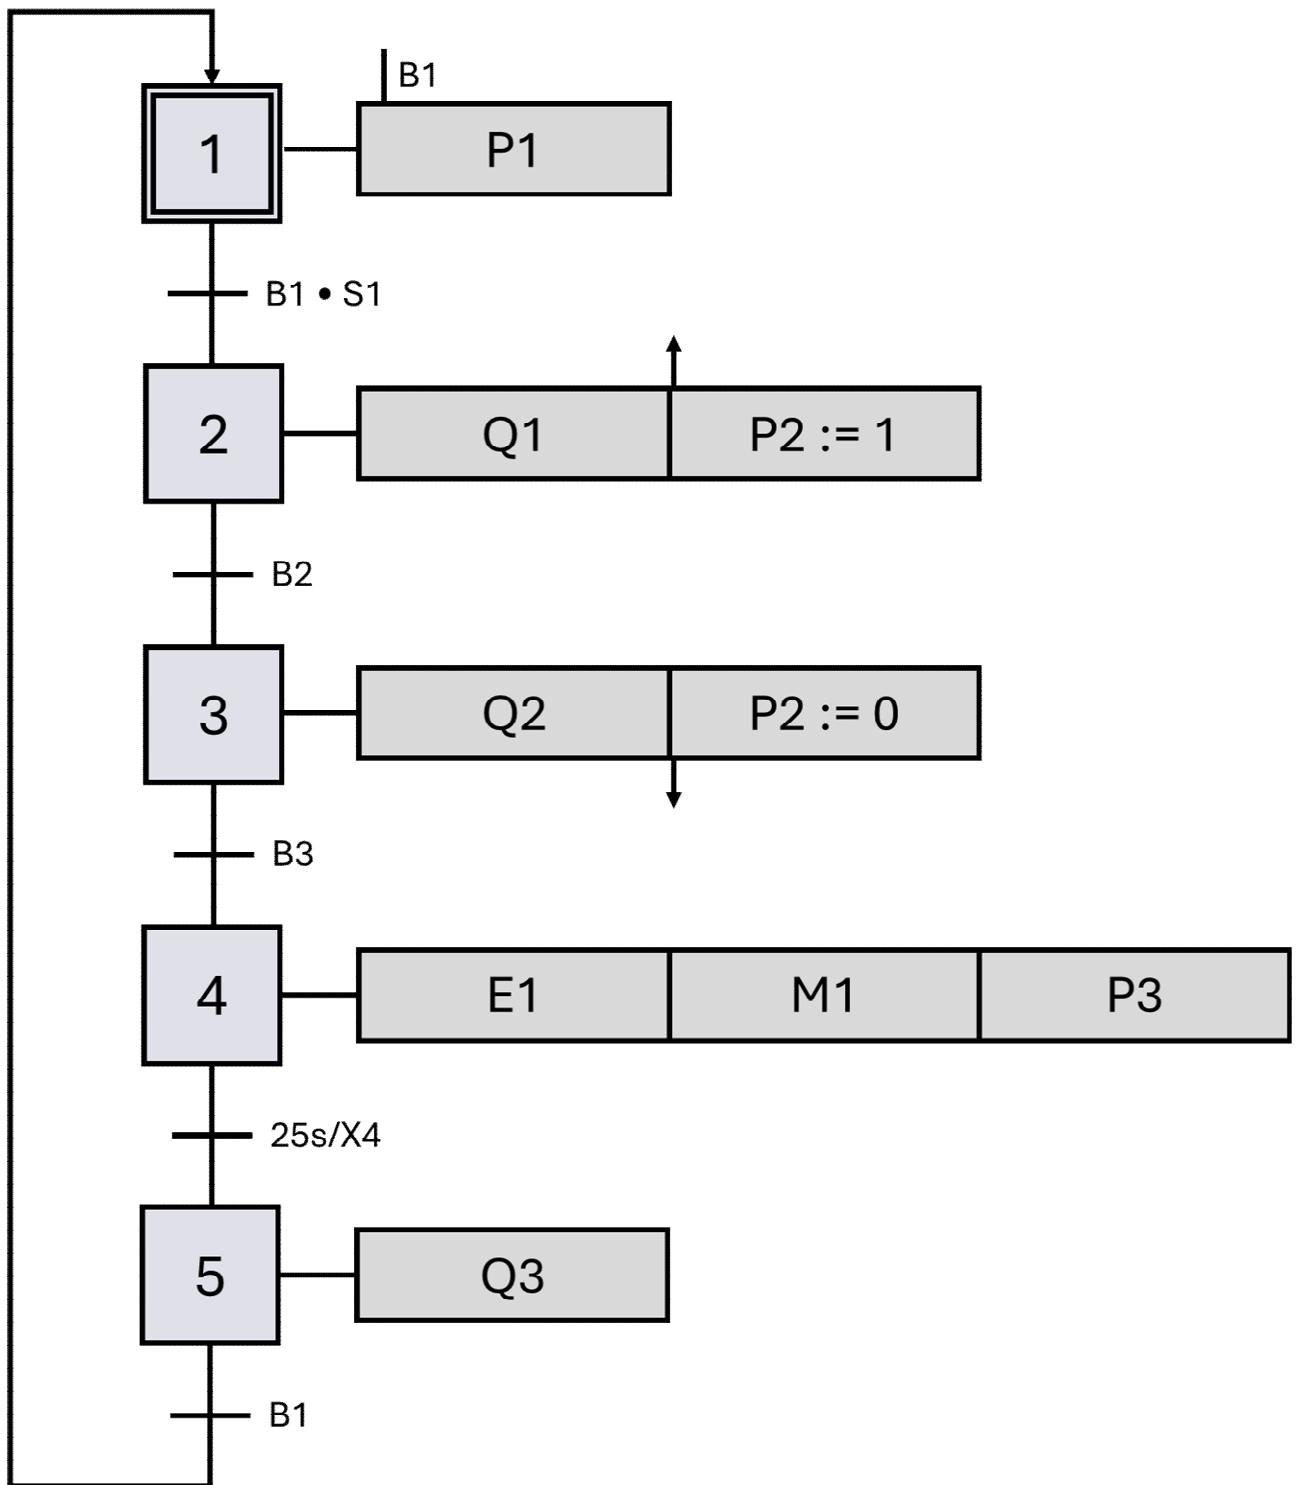 B1
1
P1
B1 • S1
2
Q1
P2 := 1
B2
3
Q2
P2 := 0
B3
4
E1
M1
P3
25s/X4
5
Q3
B1